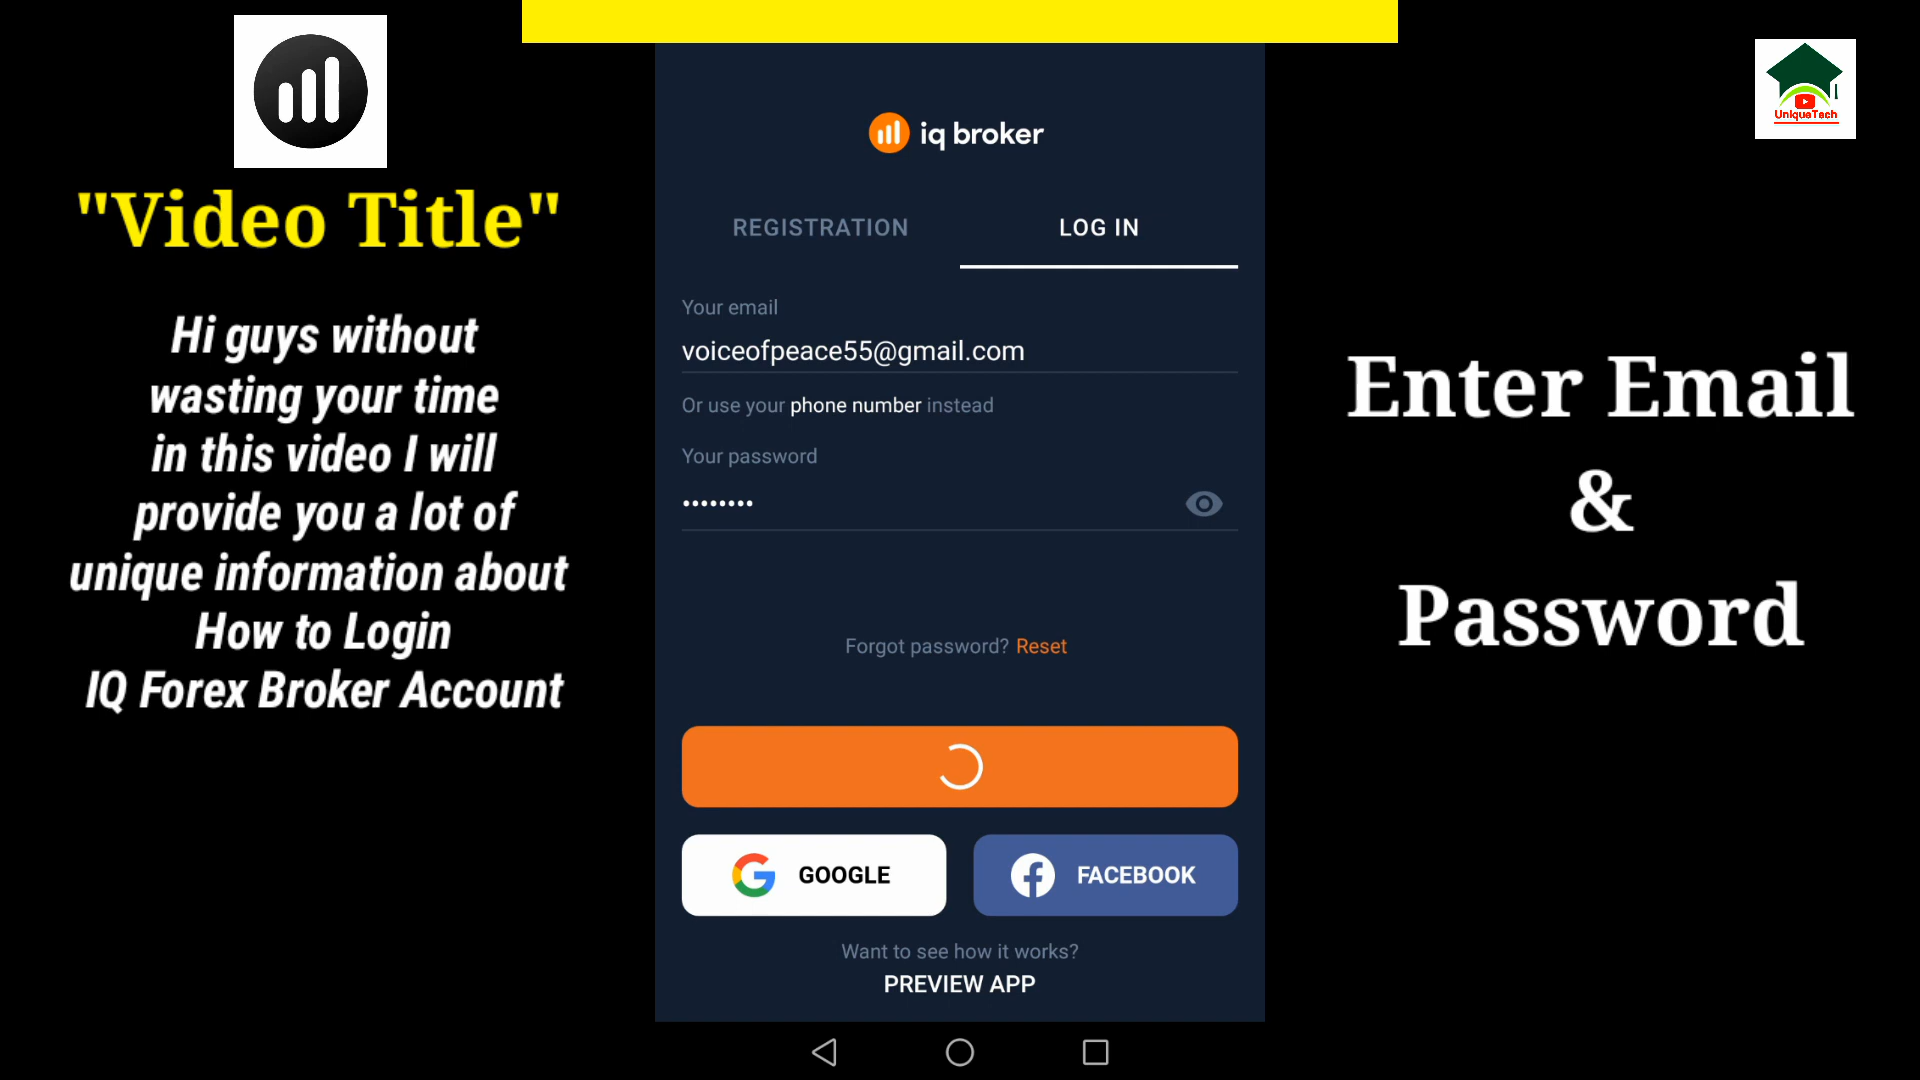 "Video Title"
Hi guys without
wasting your time
in this video I will
provide you a lot of
unique information about
How to Login
IQ Forex Broker Account
iq broker
REGISTRATION
LOG IN
Your email
voiceofpeace55@gmail.com
Or use your phone number instead
Your password
••••••••
Forgot password? Reset
GOOGLE
FACEBOOK
Want to see how it works?
PREVIEW APP
UniqueTech
Enter Email
&
Password